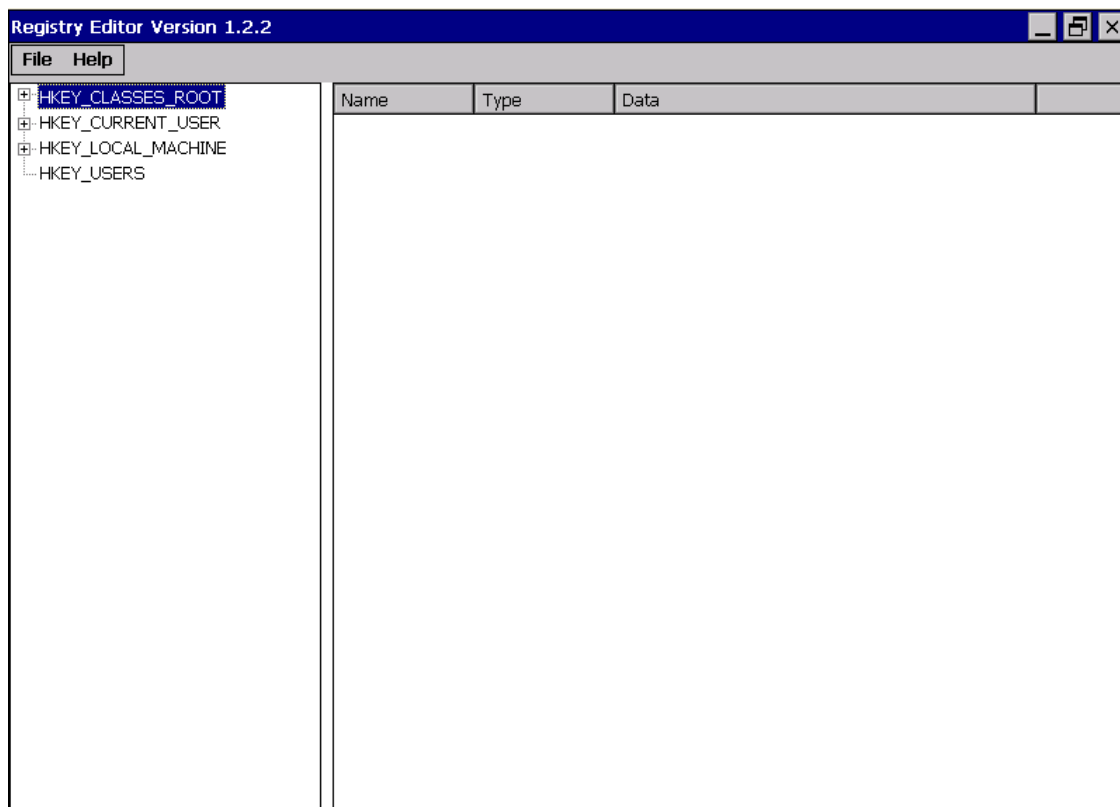 Registry Editor Version 1.2.2
File Help
HKEY_CLASSES_ROOT
HKEY_CURRENT_USER
HKEY_LOCAL_MACHINE
HKEY_USERS
Name Type Data